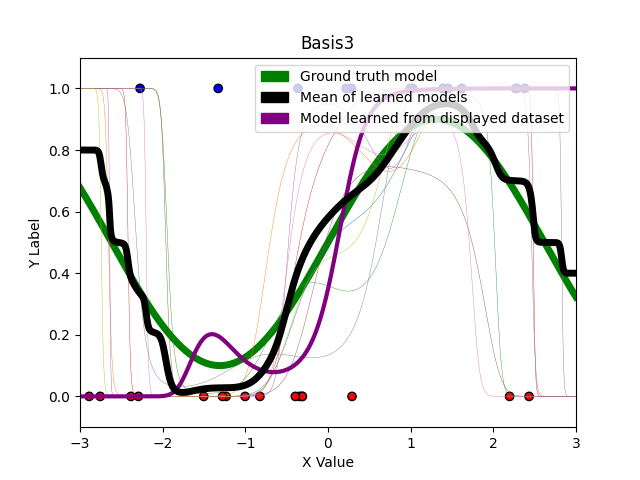 Basis3
Ground truth model
Mean of learned models
Model learned from displayed dataset
Y Label
1.0
0.8
0.6
0.4
0.2
0.0
−3
−2
−1
0
1
2
3
X Value